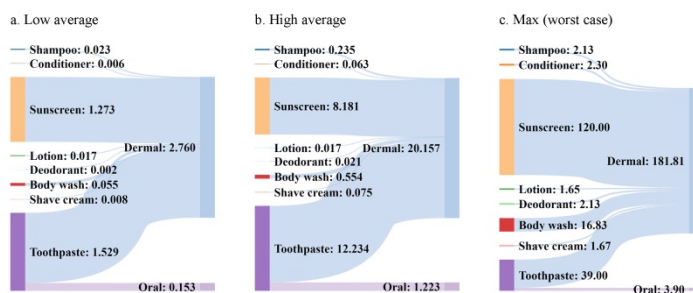 a. Low average
Shampoo: 0.023
Conditioner: 0.006
Sunscreen: 1.273
Dermal: 2.760
Lotion: 0.017
Deodorant: 0.002
Body wash: 0.055
Shave cream: 0.008
Toothpaste: 1.529
Oral: 0.153
b. High average
Shampoo: 0.235
Conditioner: 0.063
Sunscreen: 8.181
Lotion: 0.017
Dermal: 20.157
Deodorant: 0.021
Body wash: 0.554
Shave cream: 0.075
Toothpaste: 12.234
Oral: 1.223
c. Max (worst case)
Shampoo: 2.13
Conditioner: 2.30
Sunscreen: 120.00
Dermal: 181.81
Lotion: 1.65
Deodorant: 2.13
Body wash: 16.83
Shave cream: 1.67
Toothpaste: 39.00
Oral: 3.90